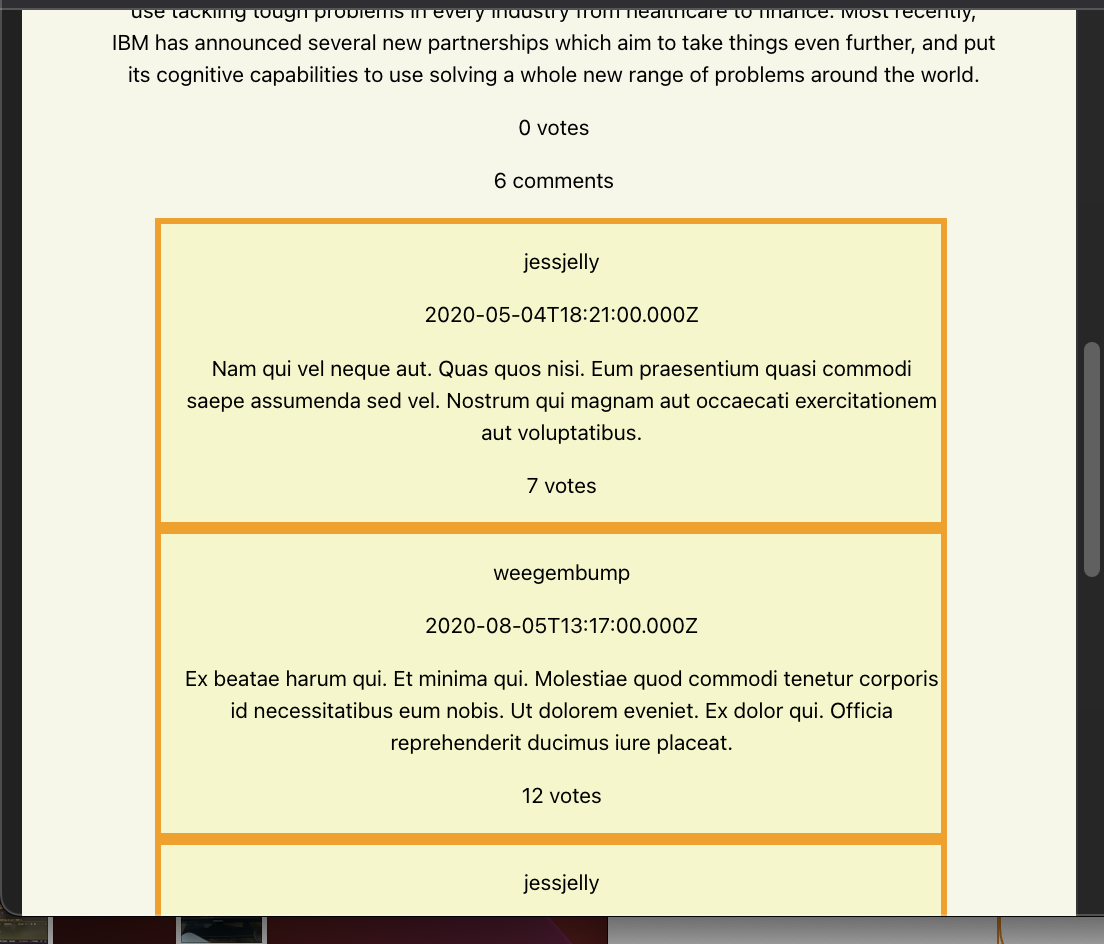 use tackling tough problems in every industry from healthcare to finance. Most recently,
IBM has announced several new partnerships which aim to take things even further, and put
its cognitive capabilities to use solving a whole new range of problems around the world.
0 votes
6 comments
jessjelly
2020-05-04T18:21:00.000Z
Nam qui vel neque aut. Quas quos nisi. Eum praesentium quasi commodi
saepe assumenda sed vel. Nostrum qui magnam aut occaecati exercitationem
aut voluptatibus.
7 votes
weegembump
2020-08-05T13:17:00.000Z
Ex beatae harum qui. Et minima qui. Molestiae quod commodi tenetur corporis
id necessitatibus eum nobis. Ut dolorem eveniet. Ex dolor qui. Officia
reprehenderit ducimus iure placeat.
12 votes
jessjelly